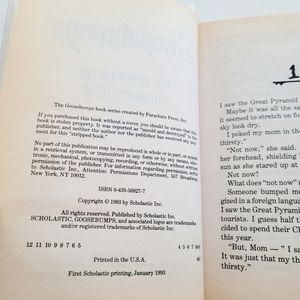 The Goosebumps book series created by Parachute Press, Inc.
If you purchased this book without a cover, you should be aware that this
book is stolen property. It was reported as "unsold and destroyed" to the
publisher, and neither the author nor the publisher has received any pay-
ment for this "stripped book."
No part of this publication may be reproduced in whole or in part, or stored
in a retrieval system, or transmitted in any form or by any means, elec-
tronic, mechanical, photocopying, recording, or otherwise, without written
permission of the publisher. For information regarding permission, write
to Scholastic Inc., Attention: Permissions Department, 557 Broadway,
New York, NY 10012.
ISBN 0-439-56827-7
Copyright © 1993 by Scholastic Inc.
All rights reserved. Published by Scholastic Inc.
SCHOLASTIC, GOOSEBUMPS, and associated logos are trademarks
and/or registered trademarks of Scholastic Inc.
12 11 10 9 8 7 6 5 4 5 6 7 8/0
Printed in the U.S.A. 40
First Scholastic printing, January 1993
1
I saw the Great Pyramid
Maybe it was all the san
it seemed to stretch on fo
sky look dry.
I poked my mom in the
thirsty."
"Not now," she said.
her forehead, shielding
was staring up at the
Not now?
What does "not now" m
Someone bumped m
gized in a foreign languag
I saw the Great Pyramid
tourists. I guess half
to spend their Ch
this year.
"But, Mom — " I w
It was just that my th
thirsty."